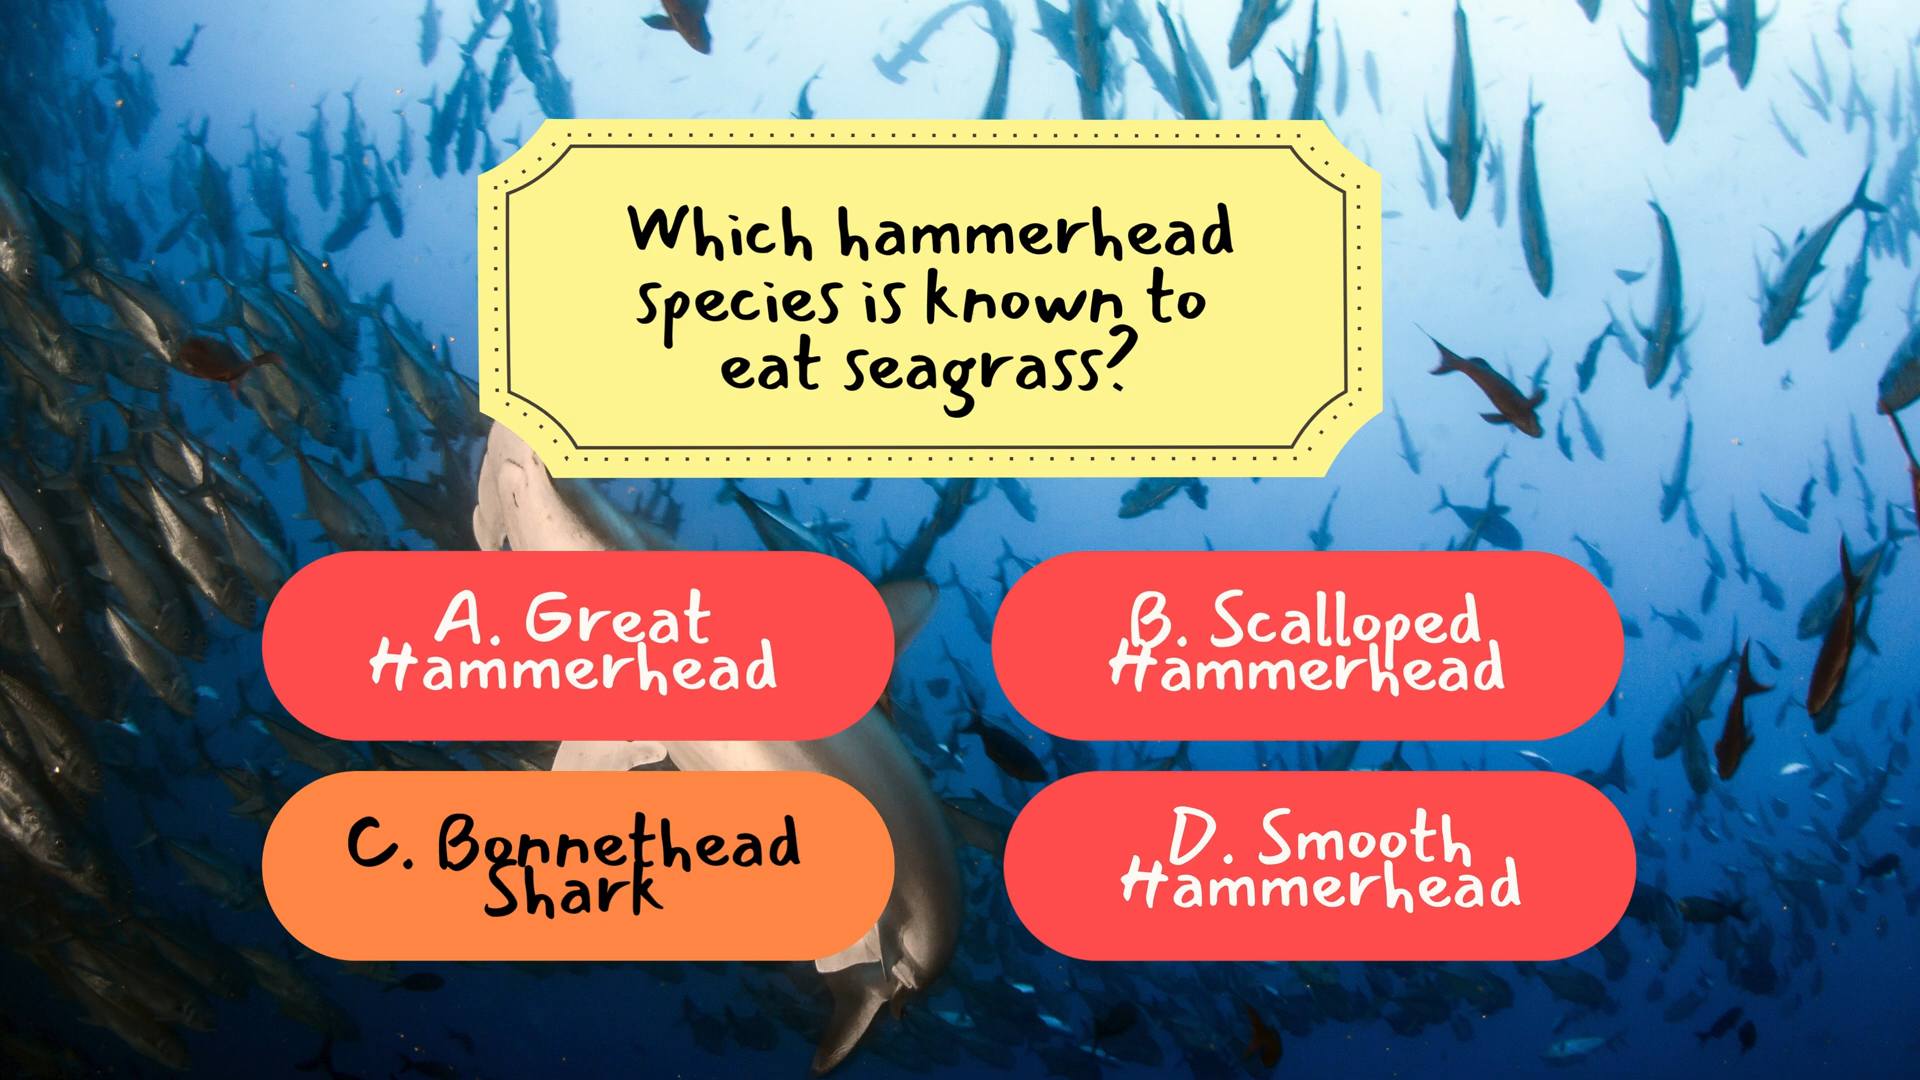 Which hammerhead
species is known to
eat seagrass?
A. Great
Hammerhead
B. Scalloped
Hammerhead
C. Bonnethead
Shark
D. Smooth
Hammerhead